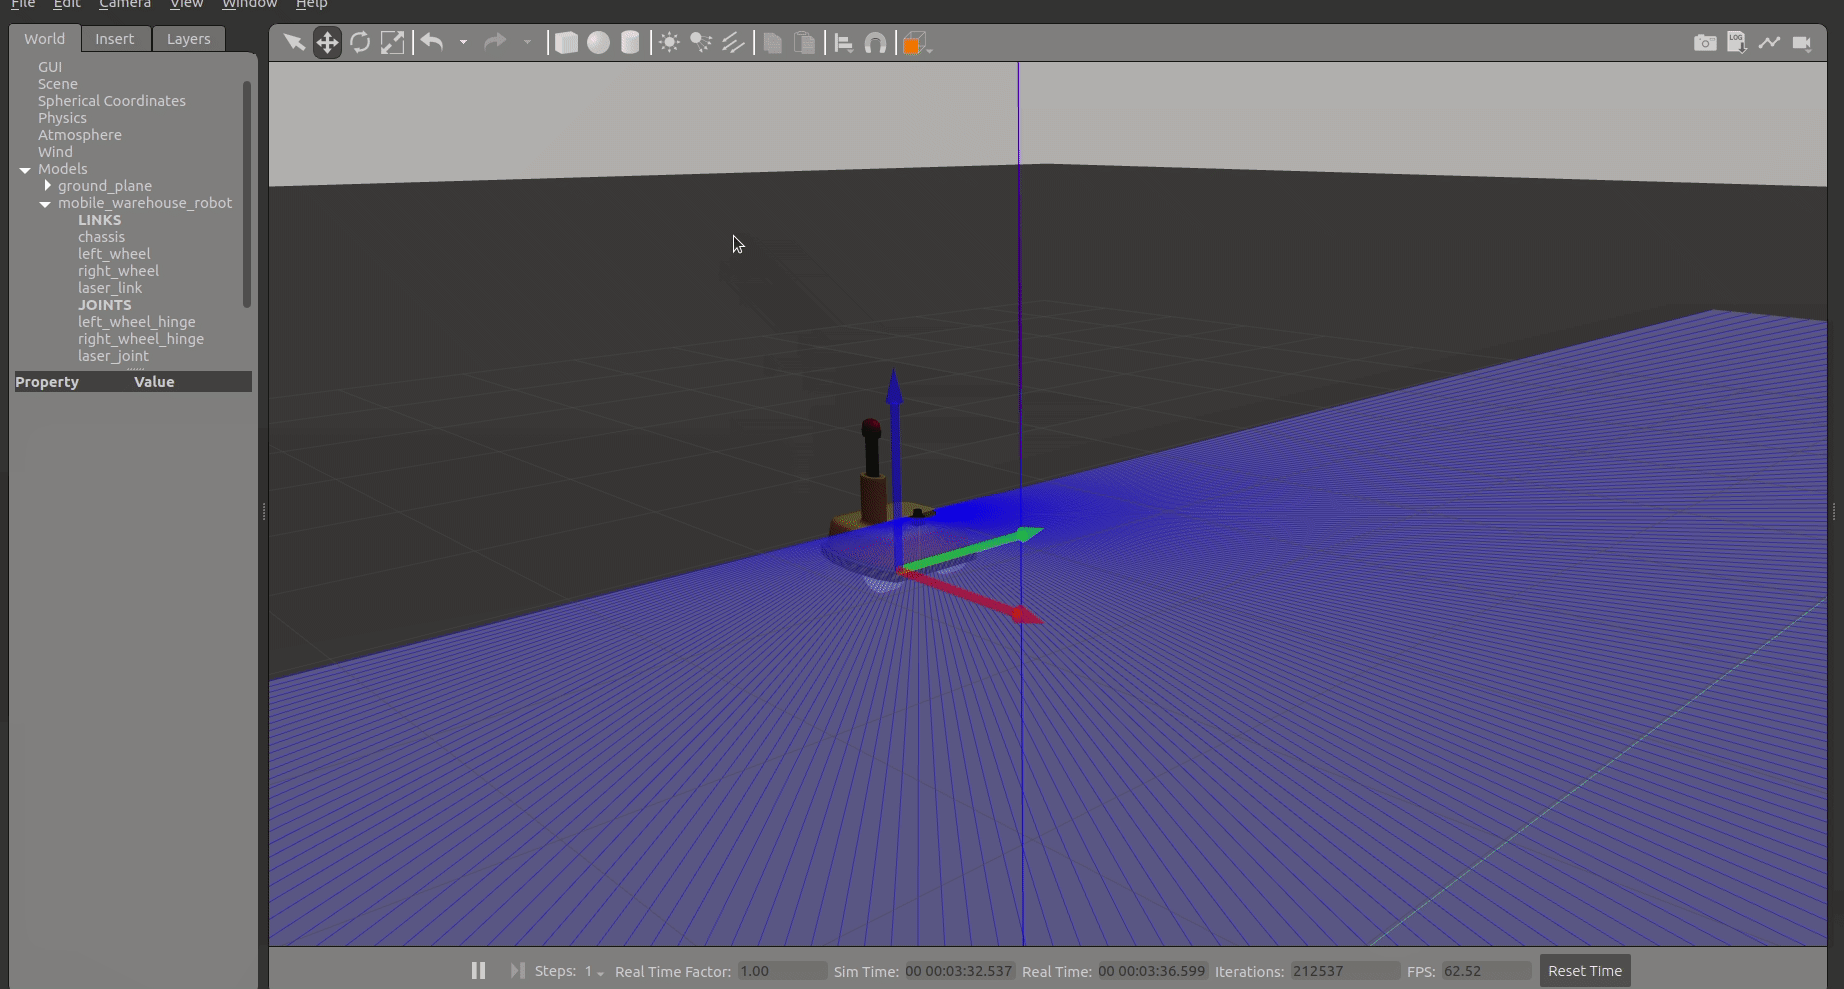 File Edit Camera View Window Help
World Insert Layers
LOG
GUI
Scene
Spherical Coordinates
Physics
Atmosphere
Wind
Models
ground_plane
mobile_warehouse_robot
LINKS
chassis
left_wheel
right_wheel
laser_link
JOINTS
left_wheel_hinge
right_wheel_hinge
laser_joint
Property Value
Steps: 1 Real Time Factor: 1.00 Sim Time: 00 00:03:32.537 Real Time: 00 00:03:36.599 Iterations: 212537 FPS: 62.52 Reset Time